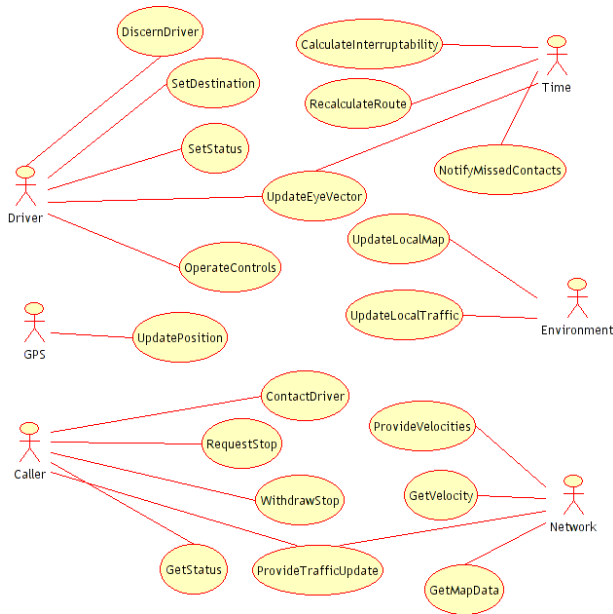 DiscernDriver
CalculateInterruptability
SetDestination
Time
RecalculateRoute
SetStatus
NotifyMissedContacts
UpdateEyeVector
Driver
UpdateLocalMap
OperateControls
UpdateLocalTraffic
Environment
UpdatePosition
GPS
ContactDriver
ProvideVelocities
RequestStop
Caller
GetVelocity
WithdrawStop
Network
GetStatus
ProvideTrafficUpdate
GetMapData